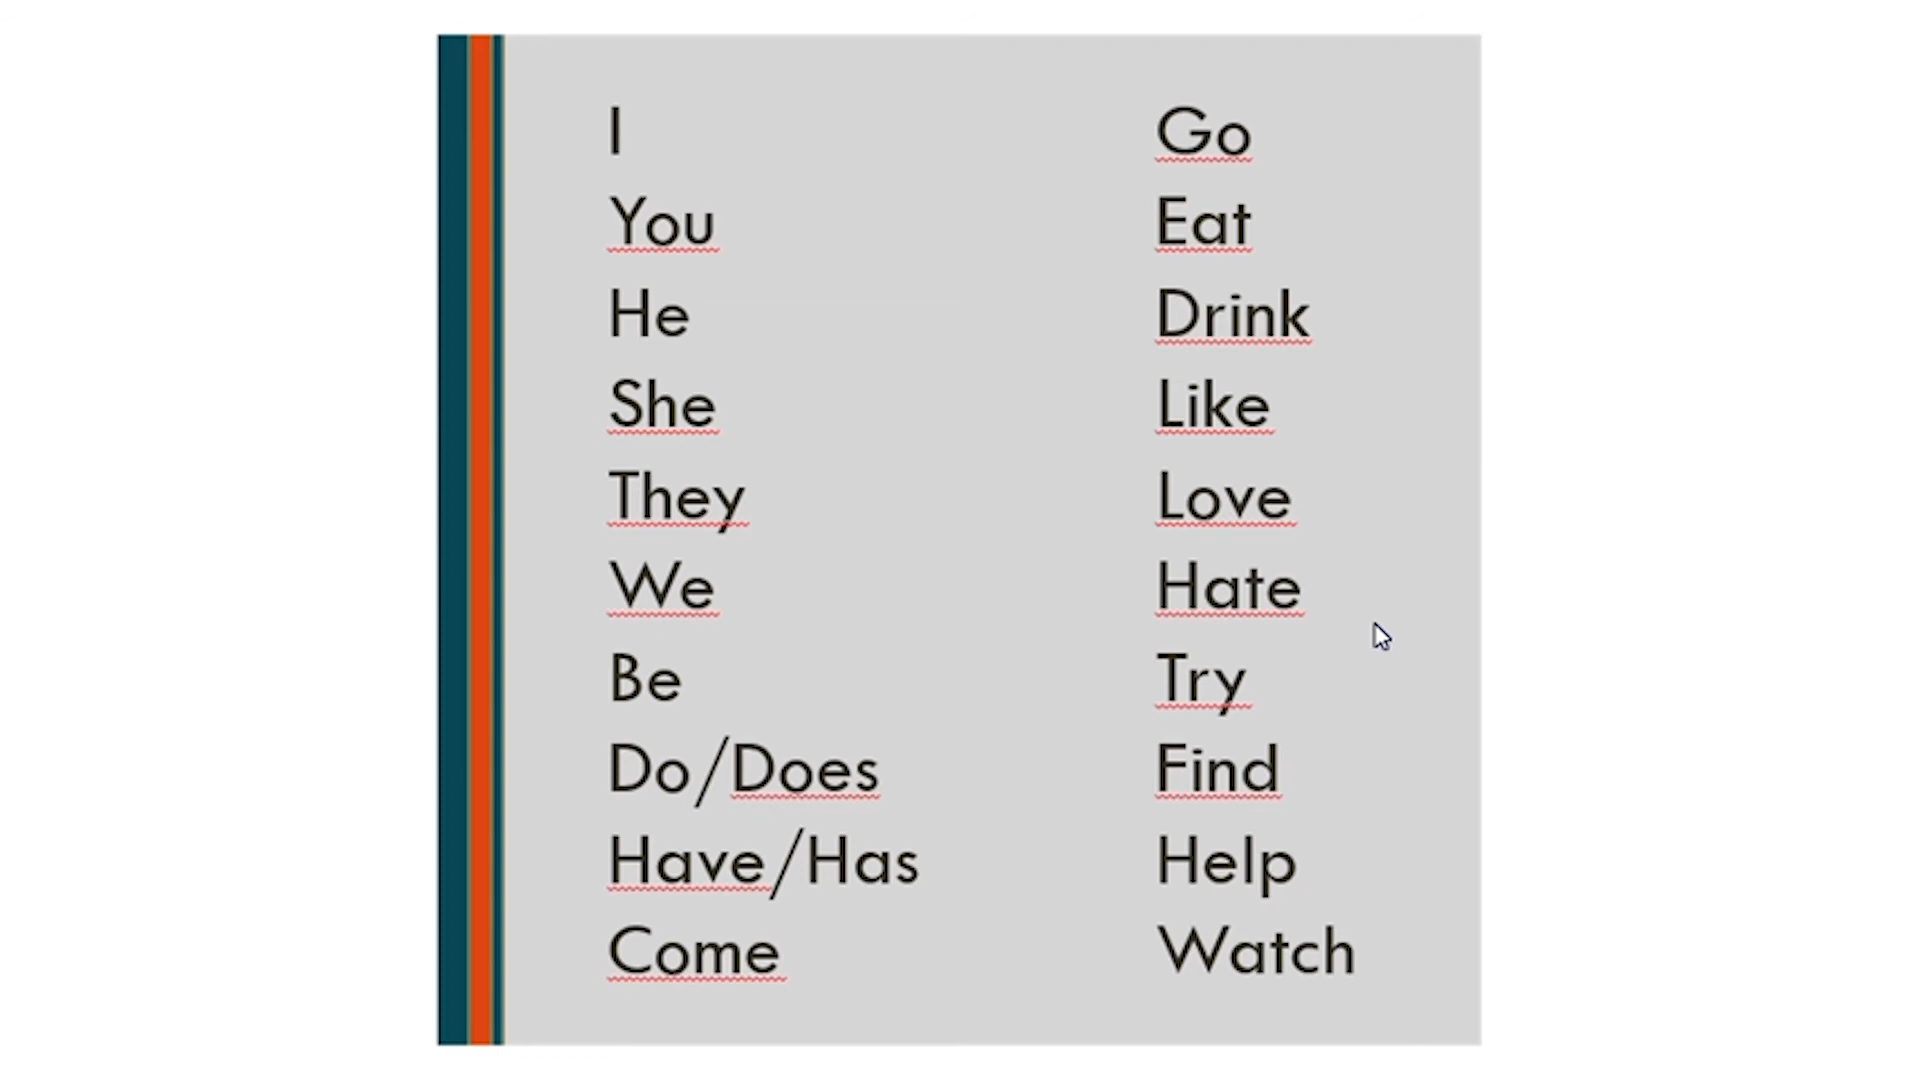 I
You
He
She
They
We
Be
Do/Does
Have/Has
Come
Go
Eat
Drink
Like
Love
Hate
Try
Find
Help
Watch